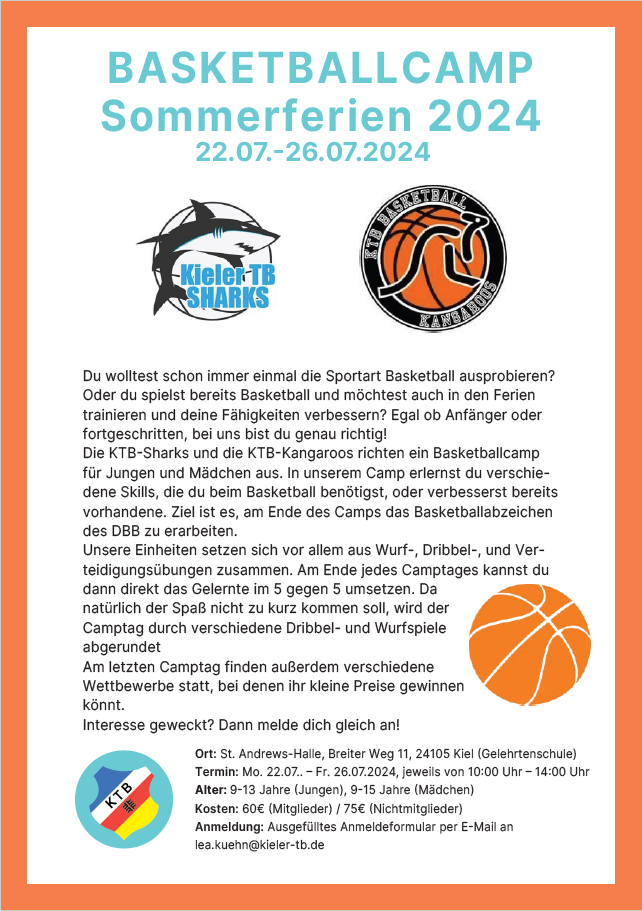 BASKETBALLCAMP
Sommerferien 2024
22.07.-26.07.2024
Kieler TB
SHARKS
KTB BASKETBALL
KANGAROOS
Du wolltest schon immer einmal die Sportart Basketball ausprobieren?
Oder du spielst bereits Basketball und möchtest auch in den Ferien
trainieren und deine Fähigkeiten verbessern? Egal ob Anfänger oder
fortgeschritten, bei uns bist du genau richtig!
Die KTB-Sharks und die KTB-Kangaroos richten ein Basketballcamp
für Jungen und Mädchen aus. In unserem Camp erlernst du verschie-
dene Skills, die du beim Basketball benötigst, oder verbesserst bereits
vorhandene. Ziel ist es, am Ende des Camps das Basketballabzeichen
des DBB zu erarbeiten.
Unsere Einheiten setzen sich vor allem aus Wurf-, Dribbel-, und Ver-
teidigungsübungen zusammen. Am Ende jedes Camptages kannst du
dann direkt das Gelernte im 5 gegen 5 umsetzen. Da
natürlich der Spaß nicht zu kurz kommen soll, wird der
Camptag durch verschiedene Dribbel- und Wurfspiele
abgerundet
Am letzten Camptag finden außerdem verschiedene
Wettbewerbe statt, bei denen ihr kleine Preise gewinnen
könnt.
Interesse geweckt? Dann melde dich gleich an!
KTB
Ort: St. Andrews-Halle, Breiter Weg 11, 24105 Kiel (Gelehrtenschule)
Termin: Mo. 22.07.. – Fr. 26.07.2024, jeweils von 10:00 Uhr – 14:00 Uhr
Alter: 9-13 Jahre (Jungen), 9-15 Jahre (Mädchen)
Kosten: 60€ (Mitglieder) / 75€ (Nichtmitglieder)
Anmeldung: Ausgefülltes Anmeldeformular per E-Mail an
lea.kuehn@kieler-tb.de